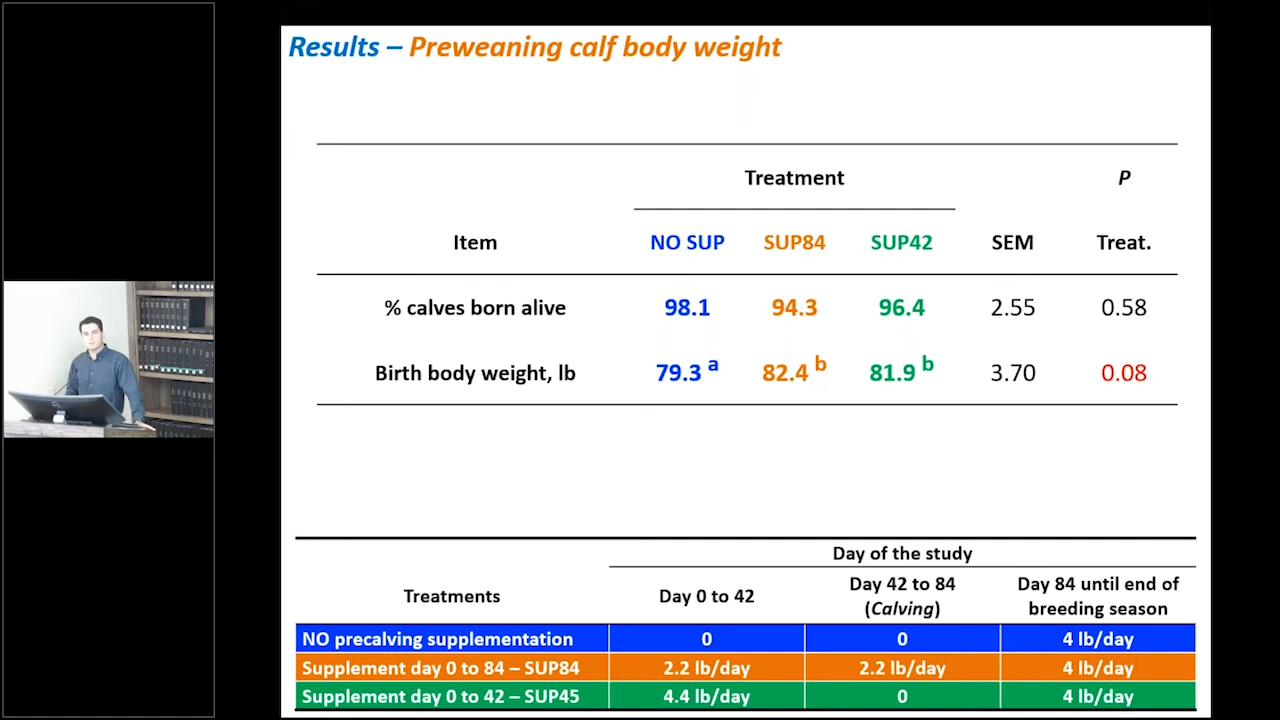 Results – Preweaning calf body weight
Treatment P
Item NO SUP SUP84 SUP42 SEM Treat.
% calves born alive 98.1 94.3 96.4 2.55 0.58
Birth body weight, lb 79.3 a 82.4 b 81.9 b 3.70 0.08
Day of the study
Treatments Day 0 to 42 Day 42 to 84 (Calving) Day 84 until end of breeding season
NO precalving supplementation 0 0 4 lb/day
Supplement day 0 to 84 – SUP84 2.2 lb/day 2.2 lb/day 4 lb/day
Supplement day 0 to 42 – SUP45 4.4 lb/day 0 4 lb/day